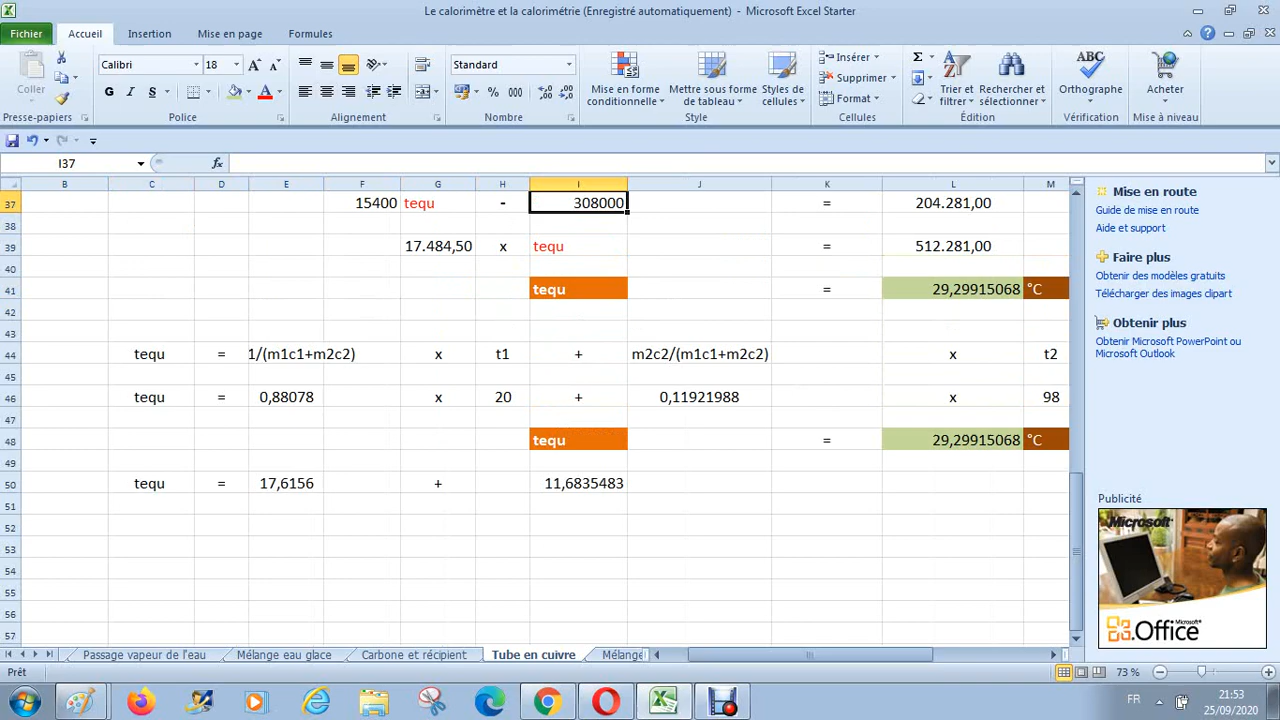 Le calorimètre et la calorimétrie (Enregistré automatiquement) - Microsoft Excel Starter
Fichier Accueil Insertion Mise en page Formules
Coller
Presse-papiers
Calibri 18
G I S
Police
Alignement
Standard
% 000
Nombre
Mise en forme conditionnelle
Mettre sous forme de tableau
Styles de cellules
Style
Insérer
Supprimer
Format
Cellules
Σ
Trier et filtrer
Rechercher et sélectionner
Édition
ABC
Orthographe
Vérification
Acheter
Mise à niveau
I37 fx
B C D E F G H I J K L M
37 15400 tequ - 308000 = 204.281,00
38
39 17.484,50 x tequ = 512.281,00
40
41 tequ = 29,29915068 °C
42
43
44 tequ = 1/(m1c1+m2c2) x t1 + m2c2/(m1c1+m2c2) x t2
45
46 tequ = 0,88078 x 20 + 0,11921988 x 98
47
48 tequ = 29,29915068 °C
49
50 tequ = 17,6156 + 11,6835483
51
52
53
54
55
56
57
Mise en route
Guide de mise en route
Aide et support
Faire plus
Obtenir des modèles gratuits
Télécharger des images clipart
Obtenir plus
Obtenir Microsoft PowerPoint ou
Microsoft Outlook
Publicité
Microsoft
Office
Passage vapeur de l'eau Mélange eau glace Carbone et récipient Tube en cuivre Mélange
Prêt 73 %
FR 21:53
25/09/2020